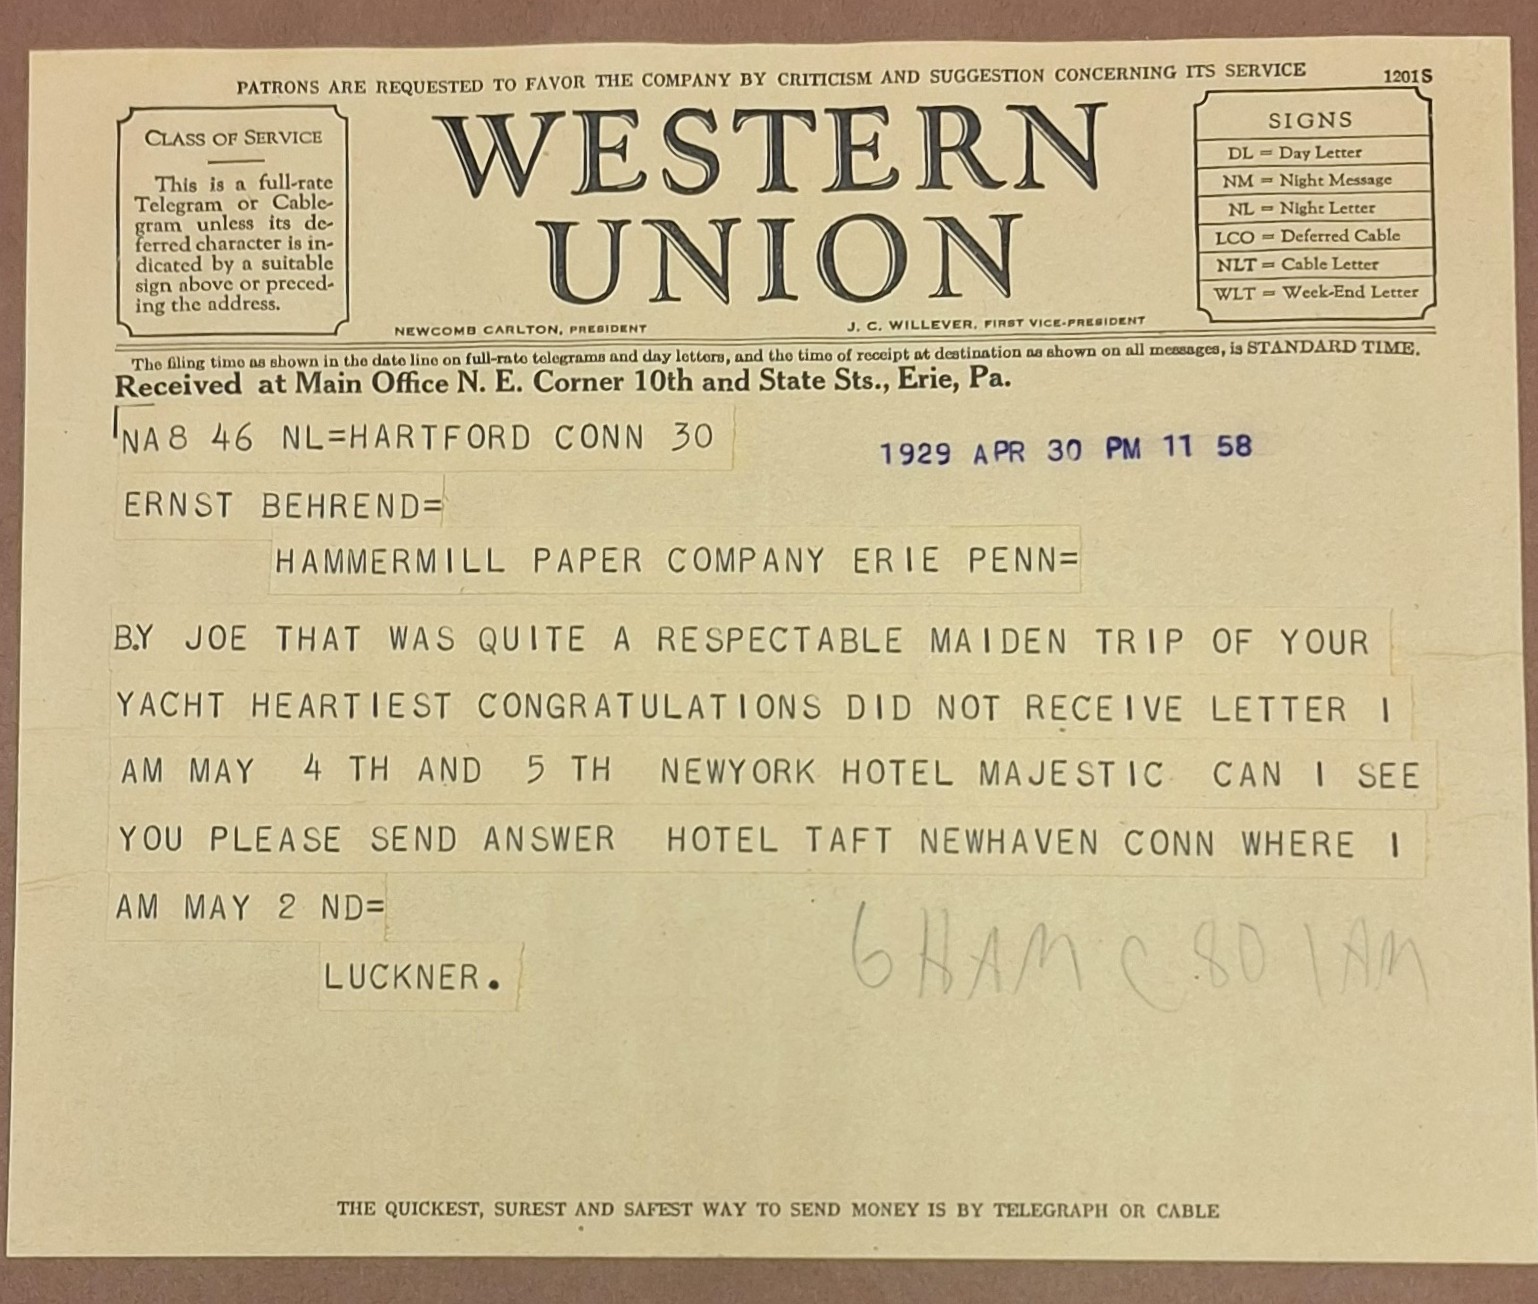 PATRONS ARE REQUESTED TO FAVOR THE COMPANY BY CRITICISM AND SUGGESTION CONCERNING ITS SERVICE
1201S
CLASS OF SERVICE
This is a full-rate
Telegram or Cable-
gram unless its de-
ferred character is in-
dicated by a suitable
sign above or preced-
ing the address.
WESTERN
UNION
NEWCOMB CARLTON, PRESIDENT
J. C. WILLEVER, FIRST VICE-PRESIDENT
SIGNS
DL = Day Letter
NM = Night Message
NL = Night Letter
LCO = Deferred Cable
NLT = Cable Letter
WLT = Week-End Letter
The filing time as shown in the date line on full-rate telegrams and day letters, and the time of receipt at destination as shown on all messages, is STANDARD TIME.
Received at Main Office N. E. Corner 10th and State Sts., Erie, Pa.
NA8 46 NL=HARTFORD CONN 30
1929 APR 30 PM 11 58
ERNST BEHREND=
HAMMERMILL PAPER COMPANY ERIE PENN=
B.Y JOE THAT WAS QUITE A RESPECTABLE MAIDEN TRIP OF YOUR
YACHT HEARTIEST CONGRATULATIONS DID NOT RECEIVE LETTER I
AM MAY 4 TH AND 5 TH NEWYORK HOTEL MAJESTIC CAN I SEE
YOU PLEASE SEND ANSWER HOTEL TAFT NEWHAVEN CONN WHERE I
AM MAY 2 ND=
LUCKNER.
6 HAM C 80 1 AM
THE QUICKEST, SUREST AND SAFEST WAY TO SEND MONEY IS BY TELEGRAPH OR CABLE